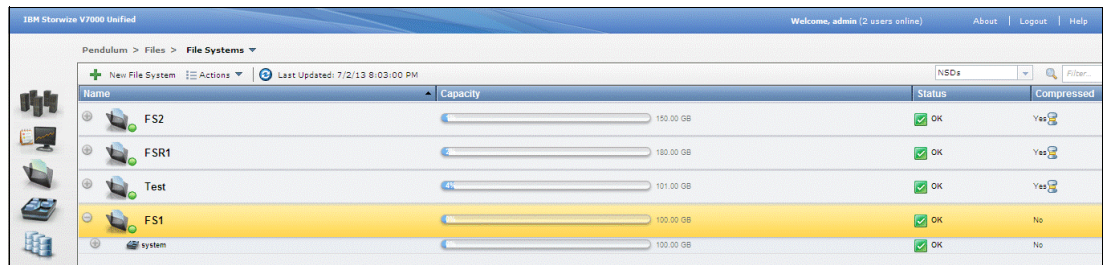 IBM Storwize V7000 Unified Welcome, admin (2 users online) About | Logout | Help
Pendulum > Files > File Systems
New File System Actions Last Updated: 7/2/13 8:03:00 PM NSDs Filter...
Name Capacity Status Compressed
FS2 150.00 GB OK Yes
FSR1 180.00 GB OK Yes
Test 4% 101.00 GB OK Yes
FS1 100.00 GB OK No
system 100.00 GB OK No